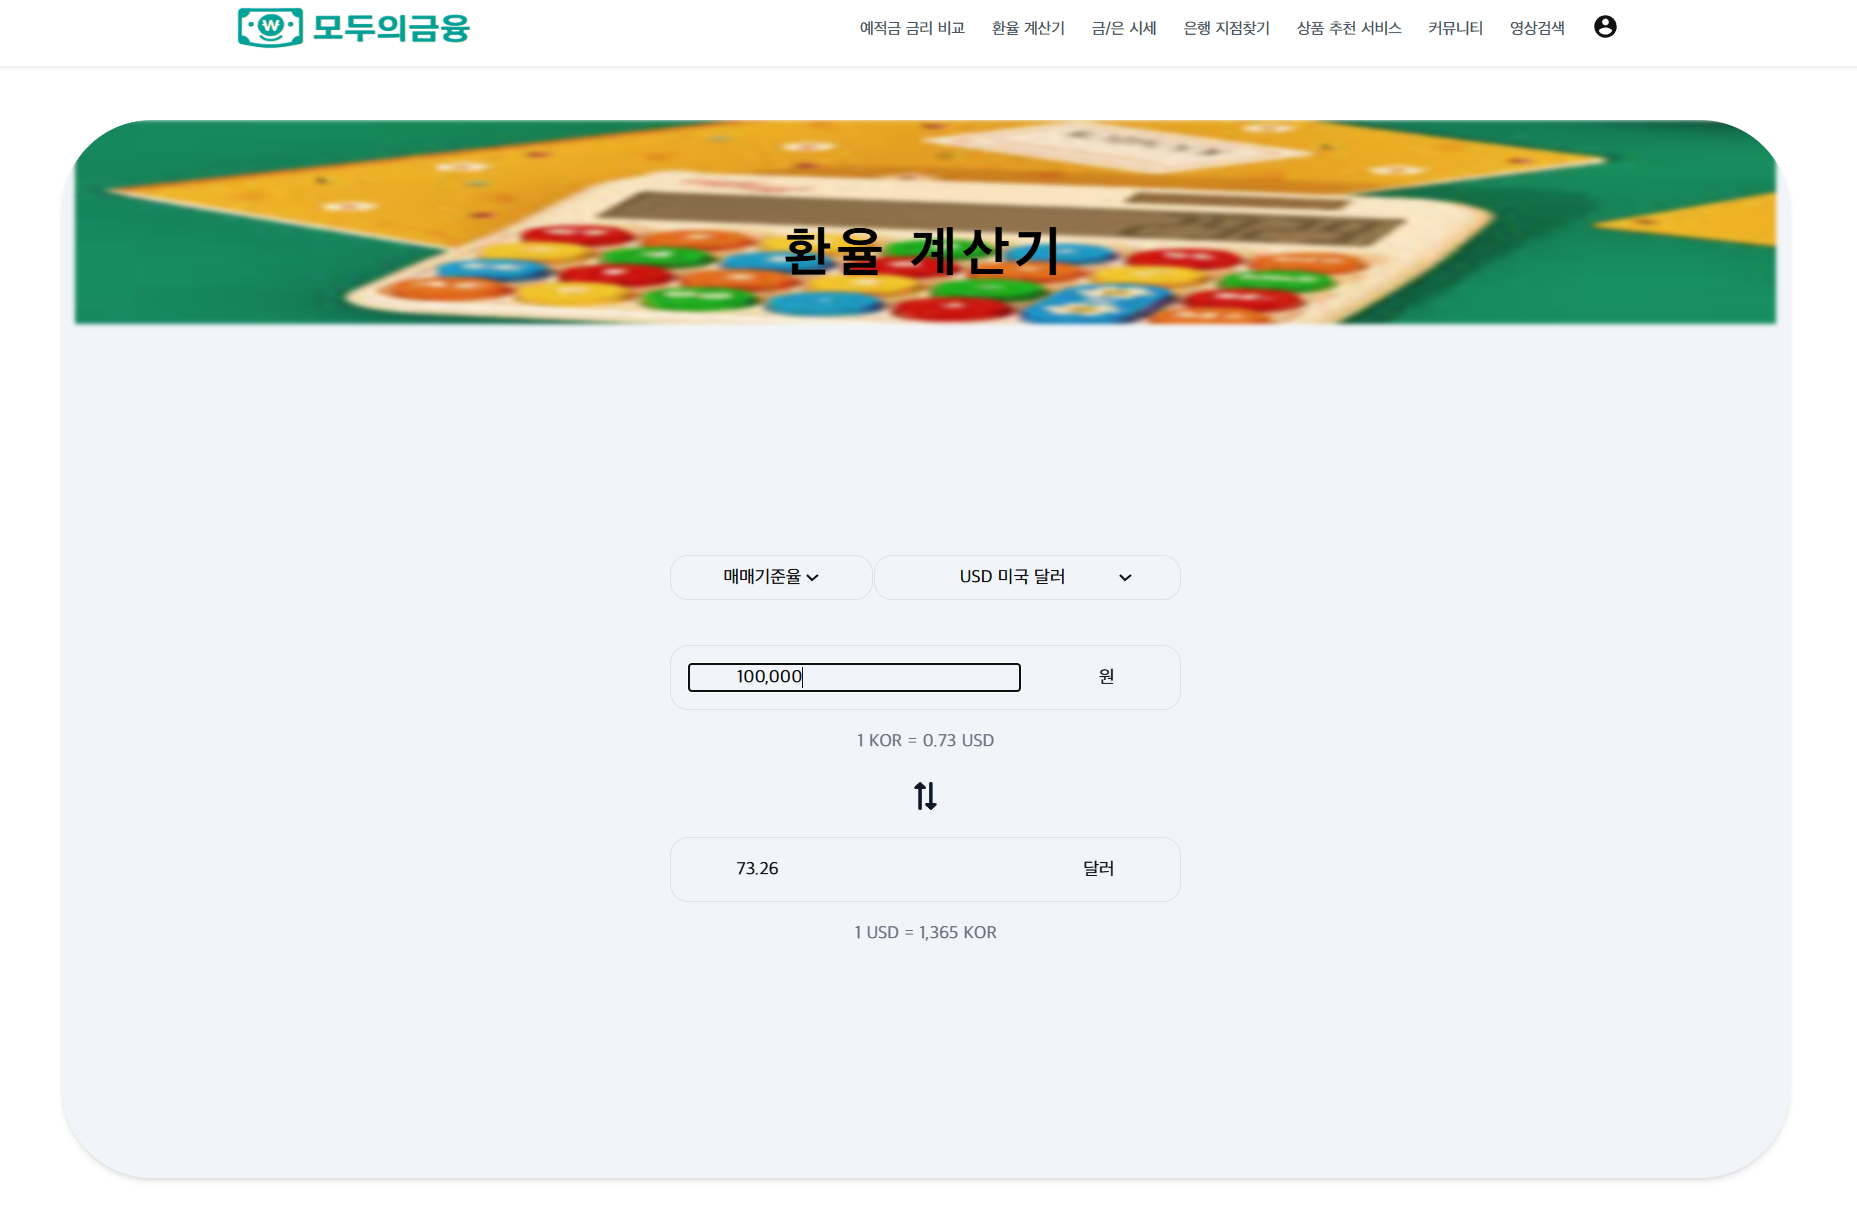 모두의금융
예적금 금리 비교 환율 계산기 금/은 시세 은행 지점찾기 상품 추천 서비스 커뮤니티 영상검색
환율 계산기
매매기준율 USD 미국 달러
100,000 원
1 KOR = 0.73 USD
73.26 달러
1 USD = 1,365 KOR